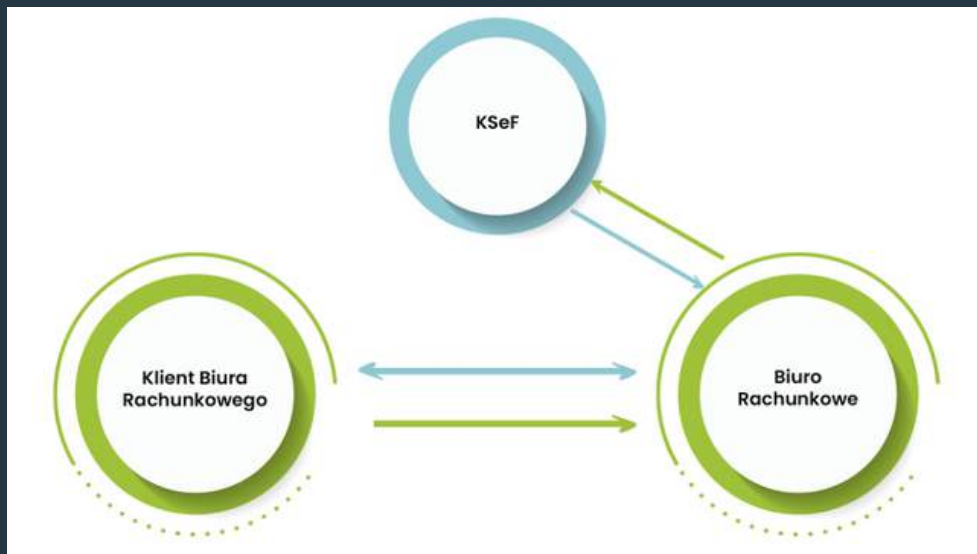 KSeF
Klient Biura
Rachunkowego
Biuro
Rachunkowe